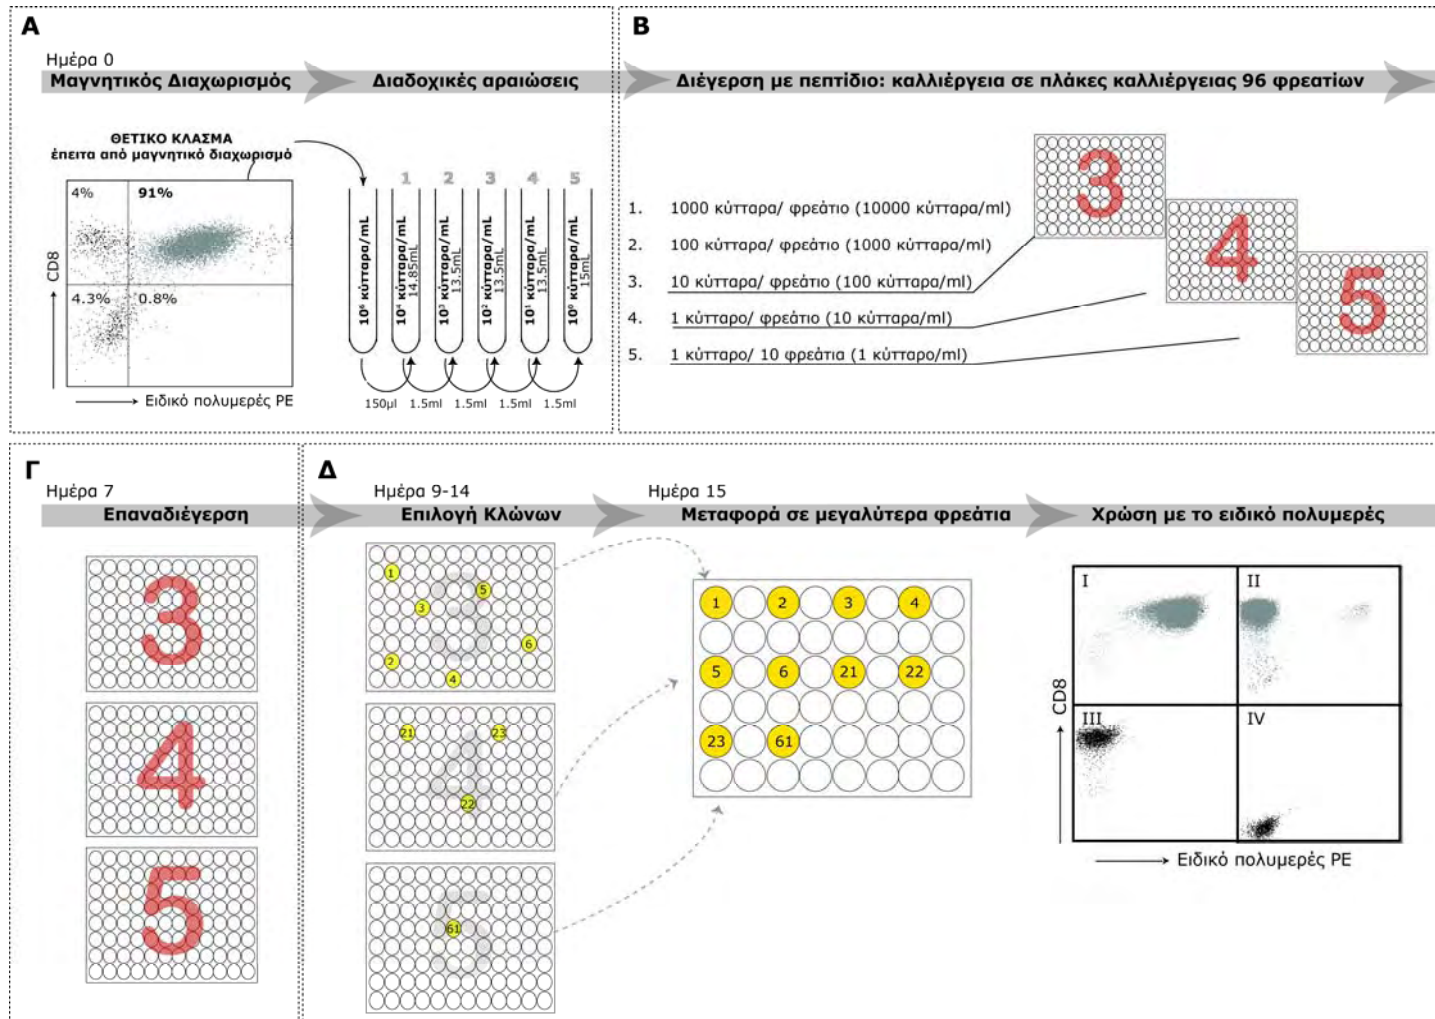 A
Ημέρα 0
Μαγνητικός Διαχωρισμός
Διαδοχικές αραιώσεις
ΘΕΤΙΚΟ ΚΛΑΣΜΑ
έπειτα από μαγνητικό διαχωρισμό
4%
91%
4.3%
0.8%
CD8
Ειδικό πολυμερές PE
1
2
3
4
5
10⁶ κύτταρα/mL
10⁴ κύτταρα/mL
14.85mL
10³ κύτταρα/mL
13.5mL
10² κύτταρα/mL
13.5mL
10¹ κύτταρα/mL
13.5mL
10⁰ κύτταρα/mL
15mL
150μl
1.5ml
1.5ml
1.5ml
1.5ml
B
Διέγερση με πεπτίδιο: καλλιέργεια σε πλάκες καλλιέργειας 96 φρεατίων
1. 1000 κύτταρα/ φρεάτιο (10000 κύτταρα/ml)
2. 100 κύτταρα/ φρεάτιο (1000 κύτταρα/ml)
3. 10 κύτταρα/ φρεάτιο (100 κύτταρα/ml)
4. 1 κύτταρο/ φρεάτιο (10 κύτταρα/ml)
5. 1 κύτταρο/ 10 φρεάτια (1 κύτταρο/ml)
3
4
5
Γ
Ημέρα 7
Επαναδιέγερση
3
4
5
Δ
Ημέρα 9-14
Επιλογή Κλώνων
3
1
5
3
6
2
4
4
21
23
22
5
61
Ημέρα 15
Μεταφορά σε μεγαλύτερα φρεάτια
1
2
3
4
5
6
21
22
23
61
Χρώση με το ειδικό πολυμερές
I
II
III
IV
CD8
Ειδικό πολυμερές PE